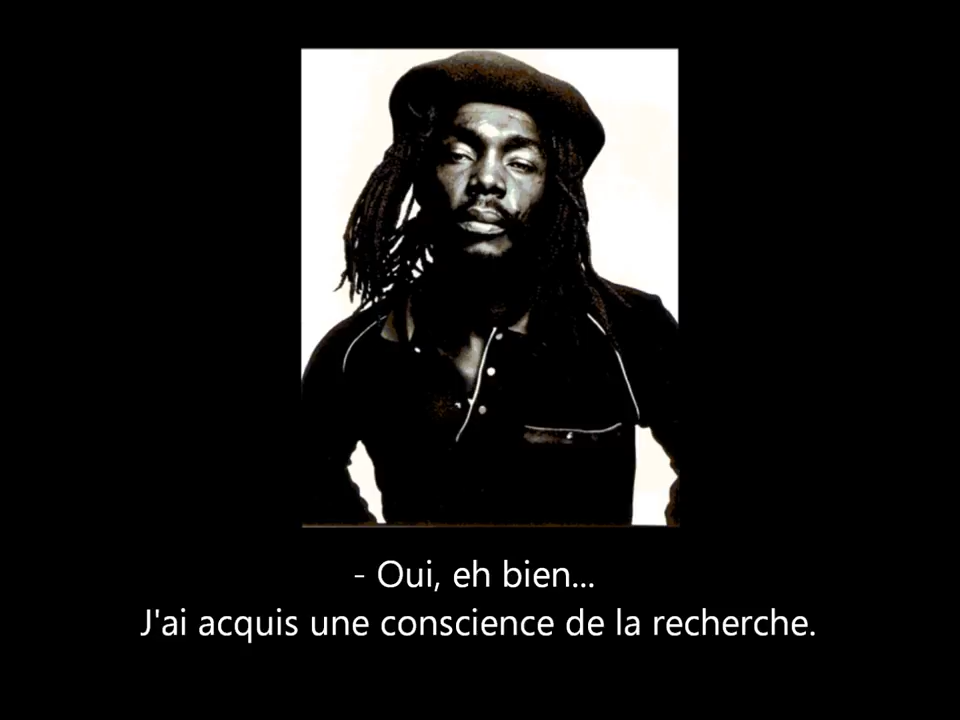 - Oui, eh bien...
J'ai acquis une conscience de la recherche.